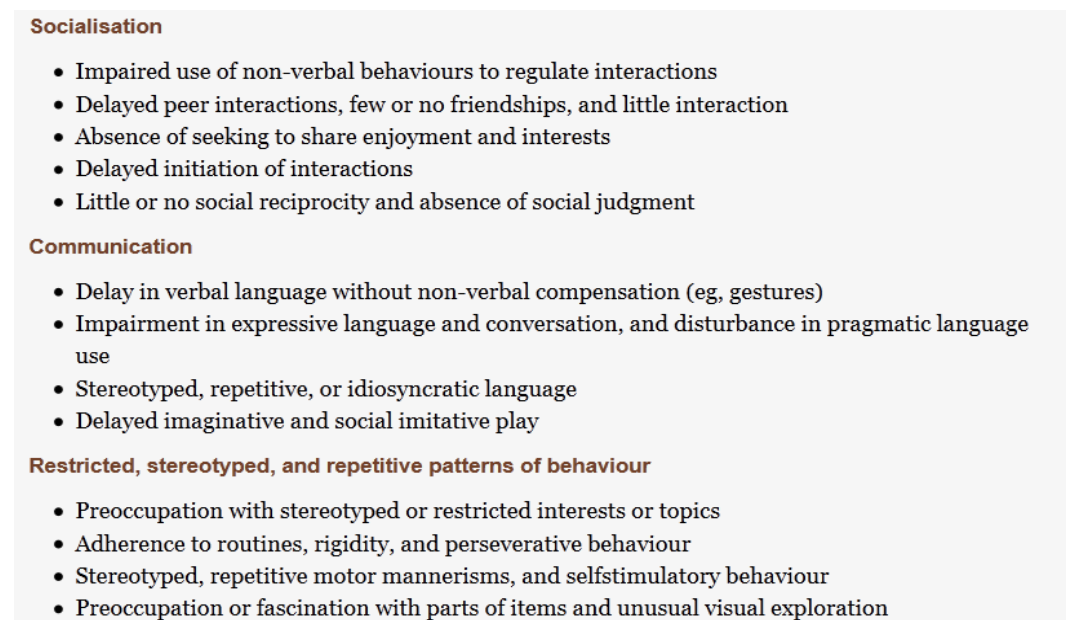 Socialisation
• Impaired use of non-verbal behaviours to regulate interactions
• Delayed peer interactions, few or no friendships, and little interaction
• Absence of seeking to share enjoyment and interests
• Delayed initiation of interactions
• Little or no social reciprocity and absence of social judgment
Communication
• Delay in verbal language without non-verbal compensation (eg, gestures)
• Impairment in expressive language and conversation, and disturbance in pragmatic language
use
• Stereotyped, repetitive, or idiosyncratic language
• Delayed imaginative and social imitative play
Restricted, stereotyped, and repetitive patterns of behaviour
• Preoccupation with stereotyped or restricted interests or topics
• Adherence to routines, rigidity, and perseverative behaviour
• Stereotyped, repetitive motor mannerisms, and selfstimulatory behaviour
• Preoccupation or fascination with parts of items and unusual visual exploration